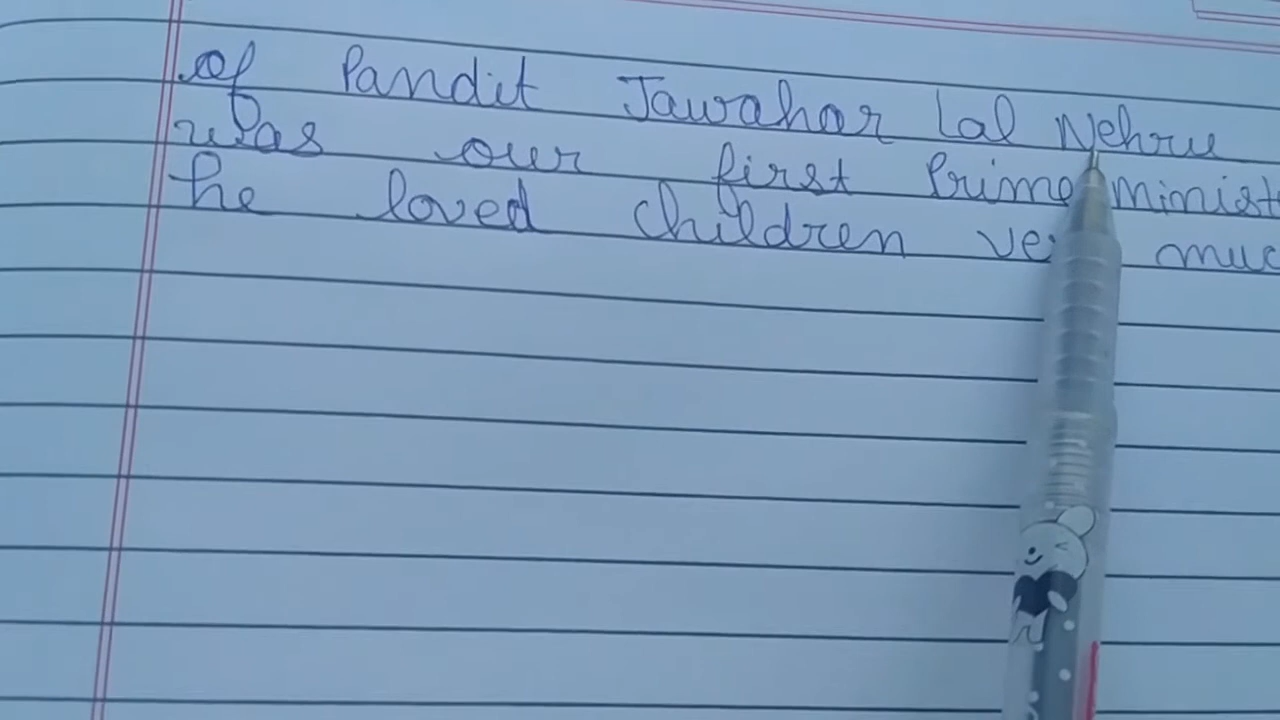 of Pandit Jawahar Lal Nehru
was our first Prime
he loved children